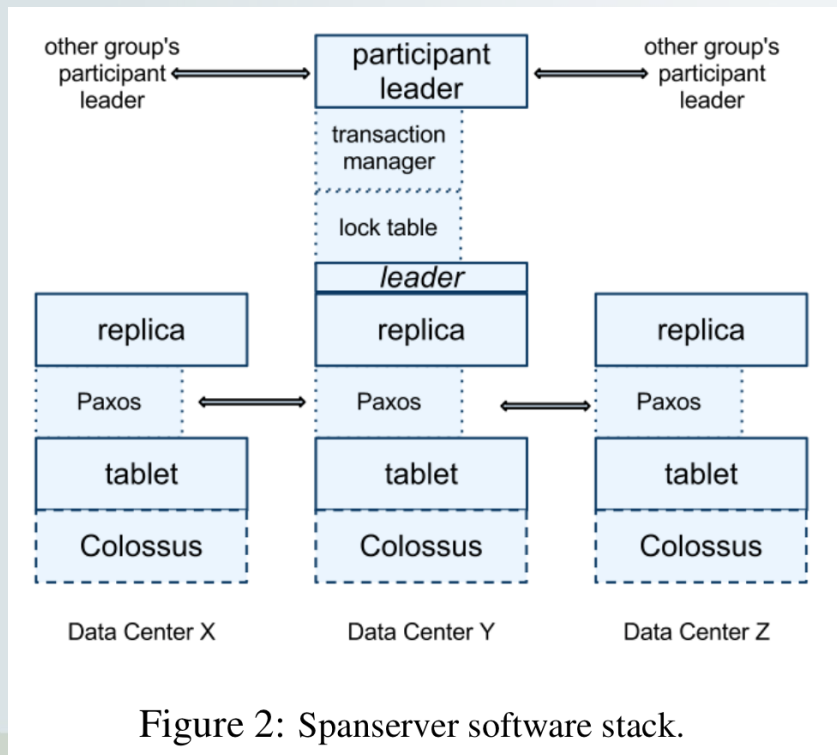 other group's
participant
leader
participant
leader
other group's
participant
leader
transaction
manager
lock table
leader
replica
replica
replica
Paxos
Paxos
Paxos
tablet
tablet
tablet
Colossus
Colossus
Colossus
Data Center X
Data Center Y
Data Center Z
Figure 2: Spanserver software stack.